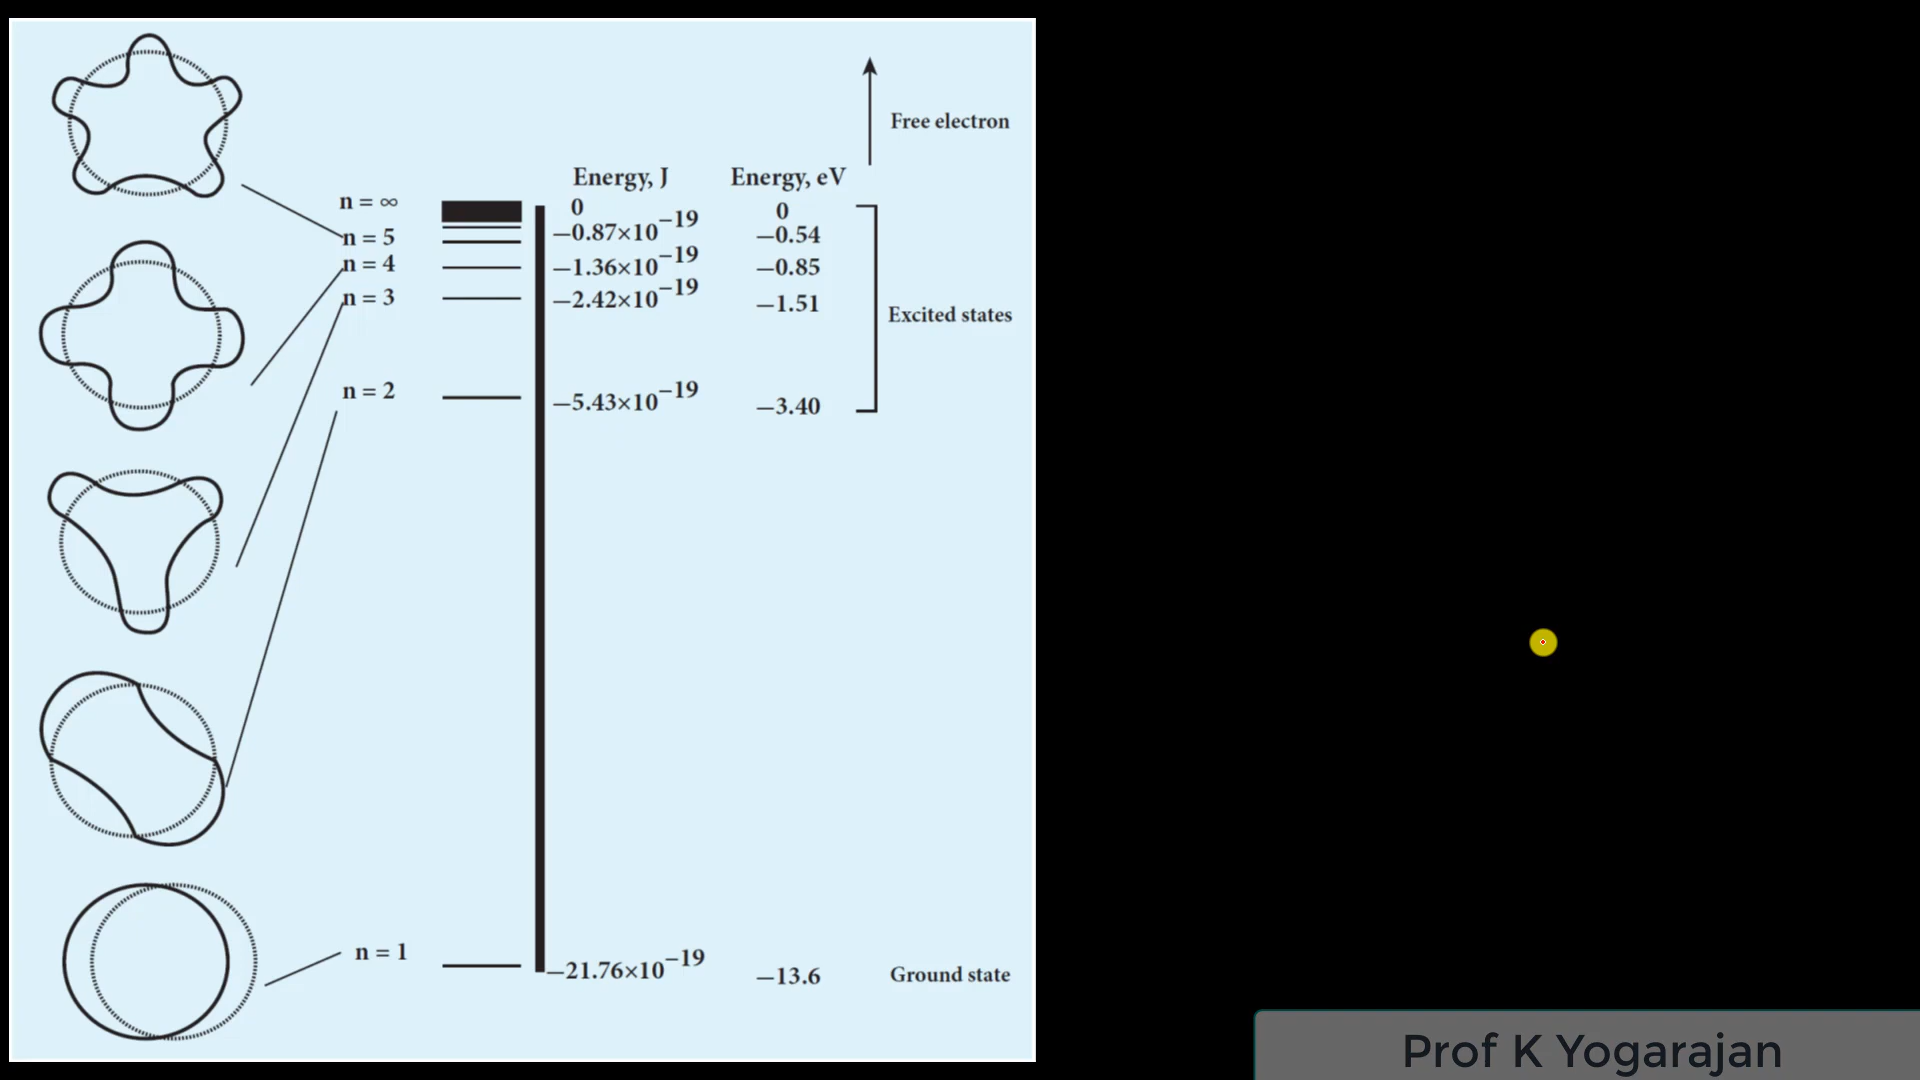 Free electron
Energy, J Energy, eV
n = ∞ 0 0
n = 5 –0.87×10–19 –0.54
n = 4 –1.36×10–19 –0.85
n = 3 –2.42×10–19 –1.51
Excited states
n = 2 –5.43×10–19 –3.40
n = 1 –21.76×10–19 –13.6 Ground state
Prof K Yogarajan